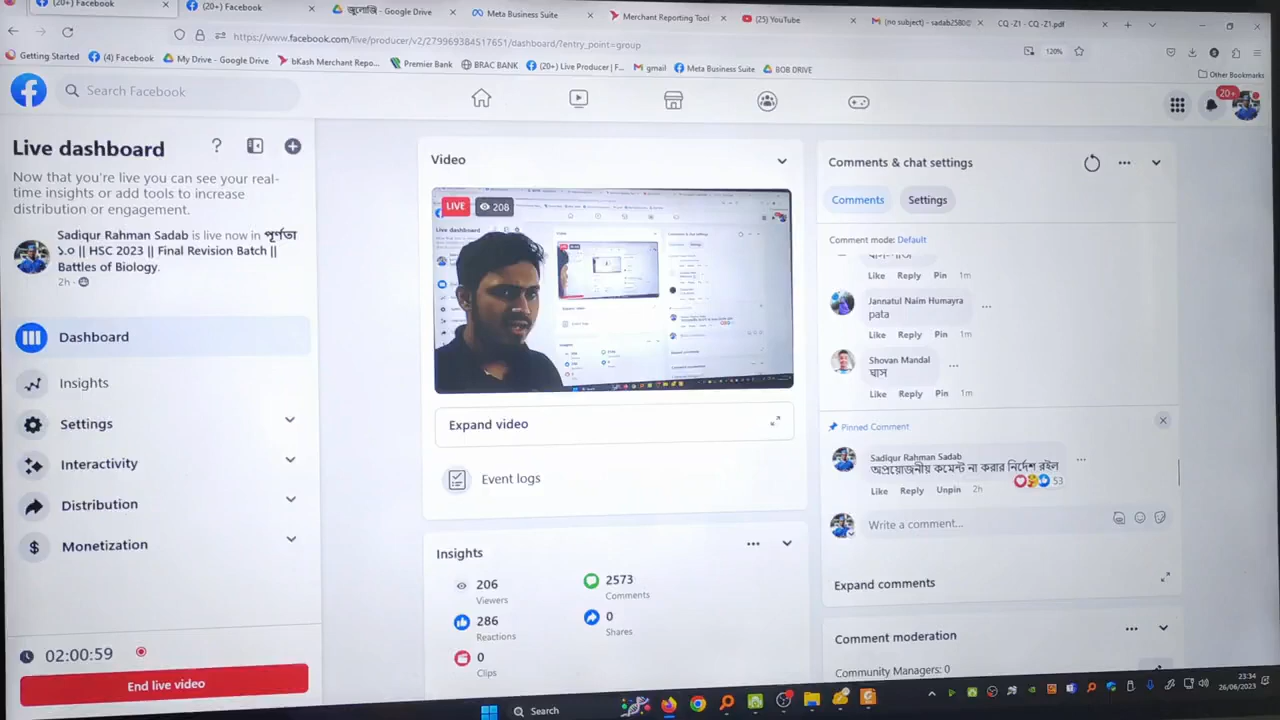 (20+) Facebook
(20+) Facebook
জুলোজি - Google Drive
Meta Business Suite
Merchant Reporting Tool
(25) YouTube
(no subject) - sadab2580@
CQ -Z1 - CQ -Z1.pdf
https://www.facebook.com/live/producer/v2/279969384517651/dashboard/?entry_point=group
120%
Getting Started
(4) Facebook
My Drive - Google Drive
bKash Merchant Repo...
Premier Bank
BRAC BANK
(20+) Live Producer | F...
gmail
Meta Business Suite
BOB DRIVE
Other Bookmarks
Search Facebook
20+
Live dashboard
Now that you're live you can see your real-
time insights or add tools to increase
distribution or engagement.
Sadiqur Rahman Sadab is live now in পূর্ণতা
১.০ || HSC 2023 || Final Revision Batch ||
Battles of Biology.
2h
Dashboard
Insights
Settings
Interactivity
Distribution
Monetization
02:00:59
End live video
Video
LIVE
208
Live dashboard
Expand video
Event logs
Insights
206
Viewers
2573
Comments
286
Reactions
0
Shares
0
Clips
Comments & chat settings
Comments
Settings
Comment mode: Default
Like Reply Pin 1m
Jannatul Naim Humayra
pata
Like Reply Pin 1m
Shovan Mandal
ঘাস
Like Reply Pin 1m
Pinned Comment
Sadiqur Rahman Sadab
অপ্রয়োজনীয় কমেন্ট না করার নির্দেশ রইল
53
Like Reply Unpin 2h
Write a comment...
Expand comments
Comment moderation
Community Managers: 0
Search
23:34
26/06/2023